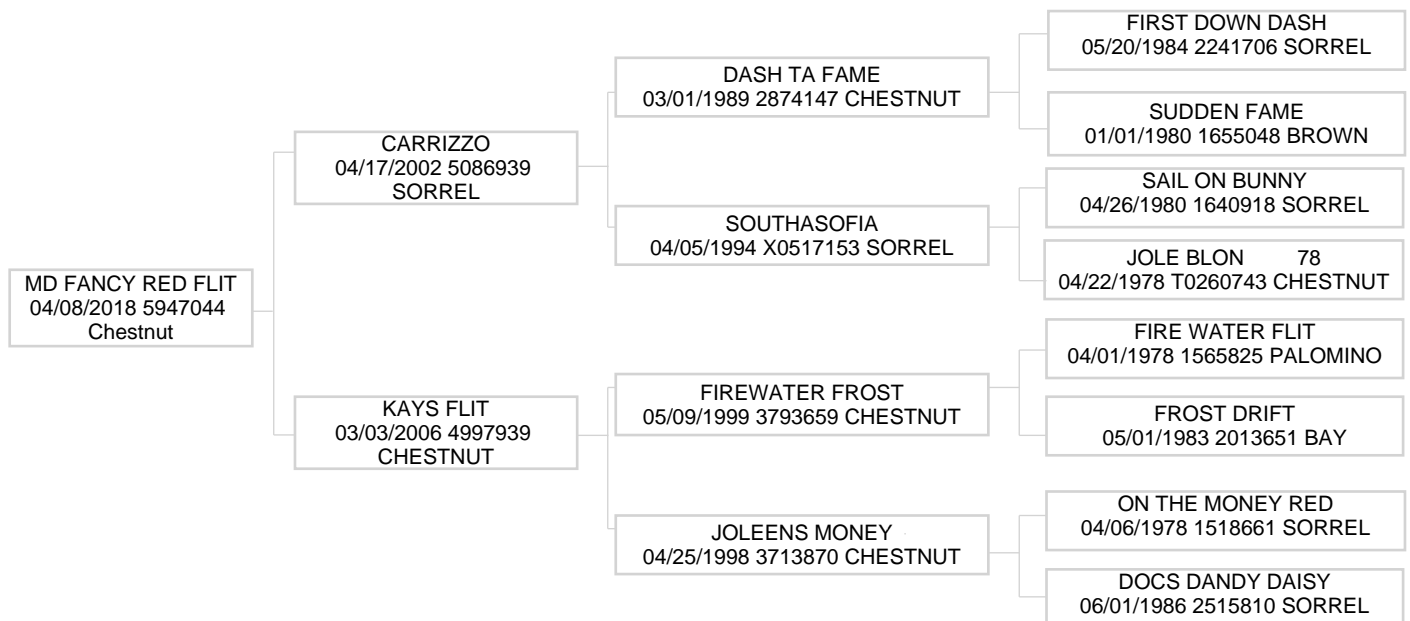 FIRST DOWN DASH
05/20/1984 2241706 SORREL
DASH TA FAME
03/01/1989 2874147 CHESTNUT
SUDDEN FAME
01/01/1980 1655048 BROWN
CARRIZZO
04/17/2002 5086939
SORREL
SAIL ON BUNNY
04/26/1980 1640918 SORREL
SOUTHASOFIA
04/05/1994 X0517153 SORREL
JOLE BLON 78
04/22/1978 T0260743 CHESTNUT
MD FANCY RED FLIT
04/08/2018 5947044
Chestnut
FIRE WATER FLIT
04/01/1978 1565825 PALOMINO
FIREWATER FROST
05/09/1999 3793659 CHESTNUT
KAYS FLIT
03/03/2006 4997939
CHESTNUT
FROST DRIFT
05/01/1983 2013651 BAY
ON THE MONEY RED
04/06/1978 1518661 SORREL
JOLEENS MONEY
04/25/1998 3713870 CHESTNUT
DOCS DANDY DAISY
06/01/1986 2515810 SORREL